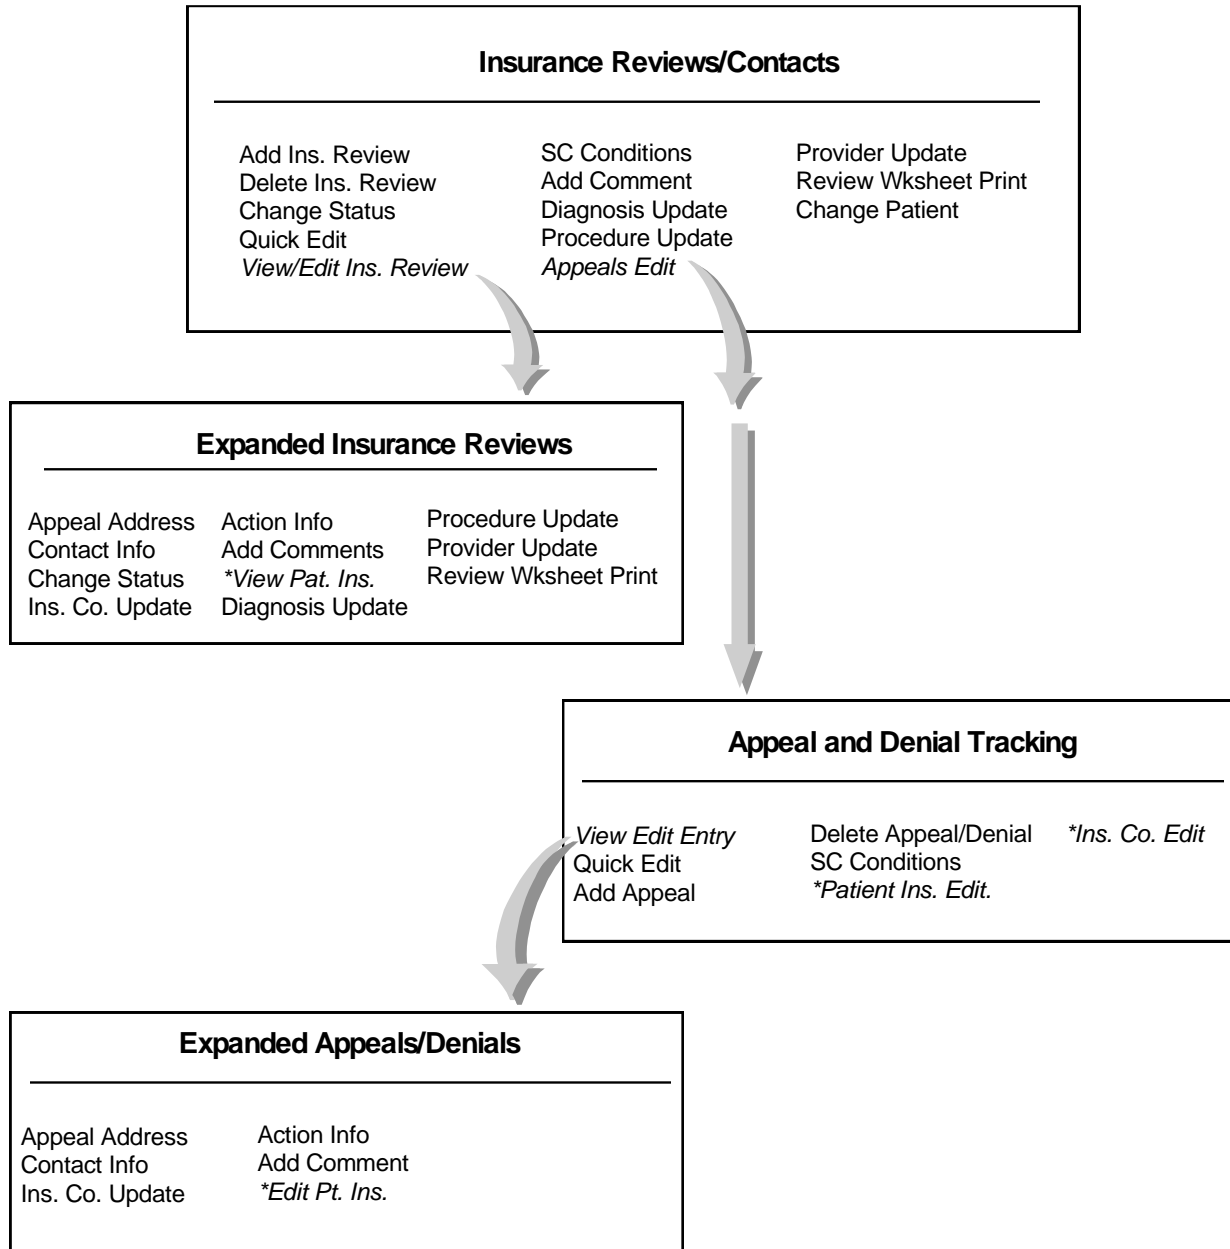 Insurance Reviews/Contacts
Add Ins. Review
Delete Ins. Review
Change Status
Quick Edit
View/Edit Ins. Review
SC Conditions
Add Comment
Diagnosis Update
Procedure Update
Appeals Edit
Provider Update
Review Wksheet Print
Change Patient
Expanded Insurance Reviews
Appeal Address
Contact Info
Change Status
Ins. Co. Update
Action Info
Add Comments
*View Pat. Ins.
Diagnosis Update
Procedure Update
Provider Update
Review Wksheet Print
Appeal and Denial Tracking
View Edit Entry
Quick Edit
Add Appeal
Delete Appeal/Denial
SC Conditions
*Patient Ins. Edit.
*Ins. Co. Edit
Expanded Appeals/Denials
Appeal Address
Contact Info
Ins. Co. Update
Action Info
Add Comment
*Edit Pt. Ins.